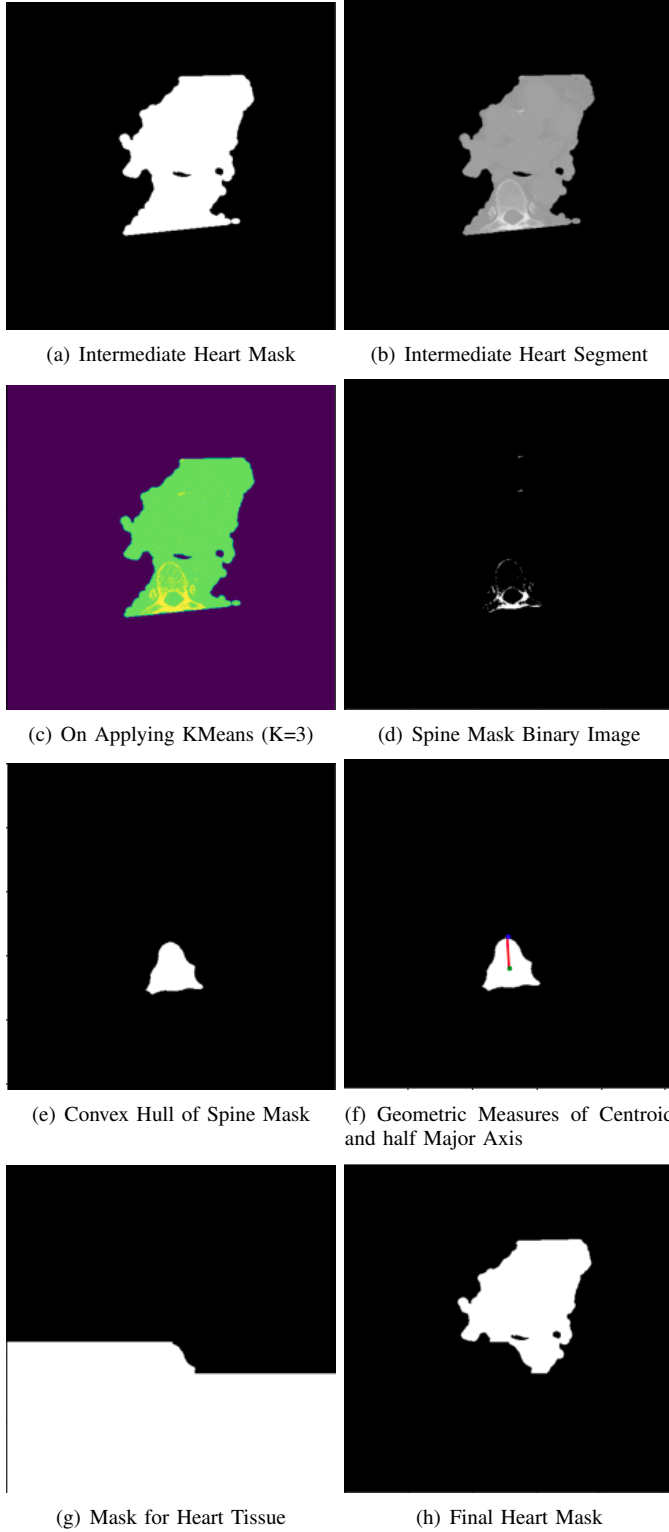 (a) Intermediate Heart Mask
(b) Intermediate Heart Segment
(c) On Applying KMeans (K=3)
(d) Spine Mask Binary Image
(e) Convex Hull of Spine Mask
(f) Geometric Measures of Centroid
and half Major Axis
(g) Mask for Heart Tissue
(h) Final Heart Mask